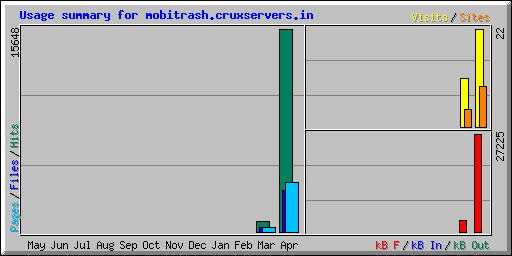 Usage summary for mobitrash.cruxservers.in
Visits/Sites
15648
22
Pages/Files/Hits
27225
May Jun Jul Aug Sep Oct Nov Dec Jan Feb Mar Apr
kB F/kB In/kB Out